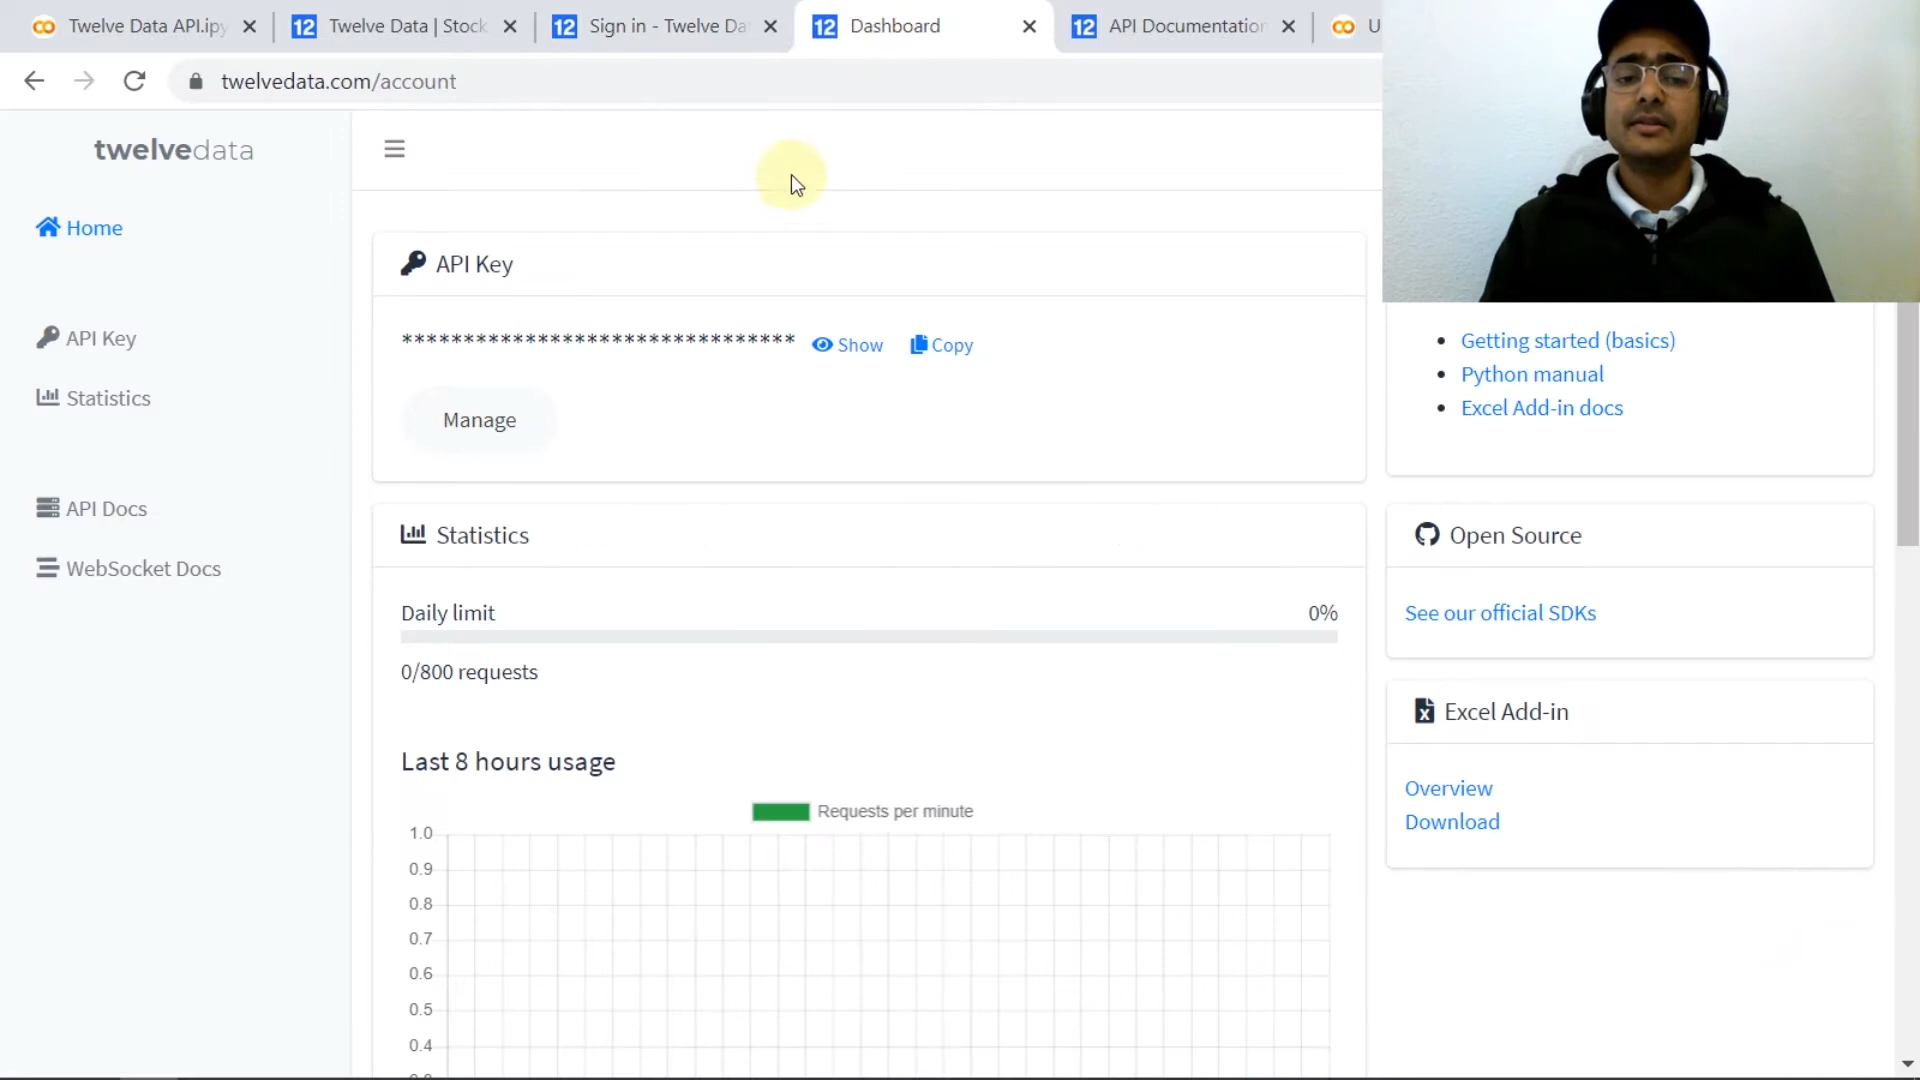 Twelve Data API.ipy
Twelve Data | Stock
Sign in - Twelve Da
Dashboard
API Documentation
U
twelvedata.com/account
twelvedata
Home
API Key
Statistics
API Docs
WebSocket Docs
API Key
********************************
Show
Copy
Manage
Statistics
Daily limit
0%
0/800 requests
Last 8 hours usage
Requests per minute
1.0
0.9
0.8
0.7
0.6
0.5
0.4
Getting started (basics)
Python manual
Excel Add-in docs
Open Source
See our official SDKs
Excel Add-in
Overview
Download